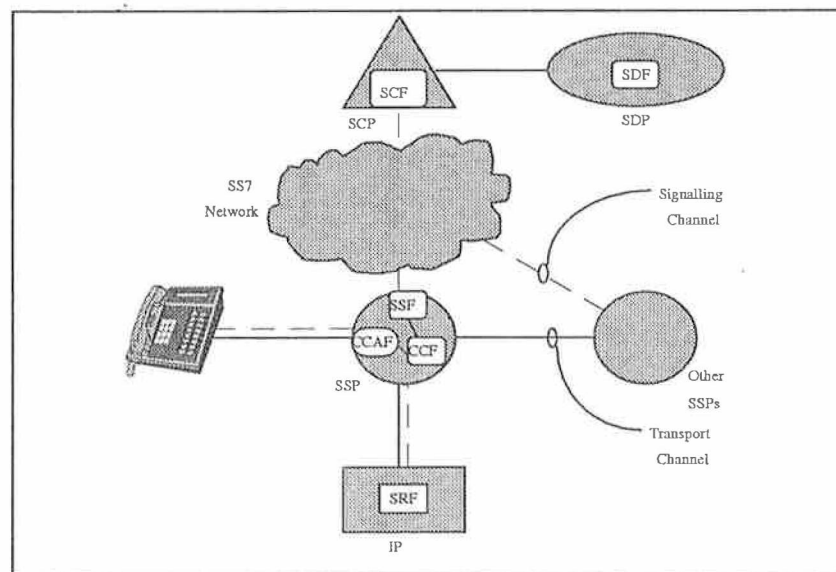 SCF
SDF
SCP
SDP
SS7
Network
Signalling
Channel
SSF
CCAF
CCF
SSP
Other
SSPs
Transport
Channel
SRF
IP